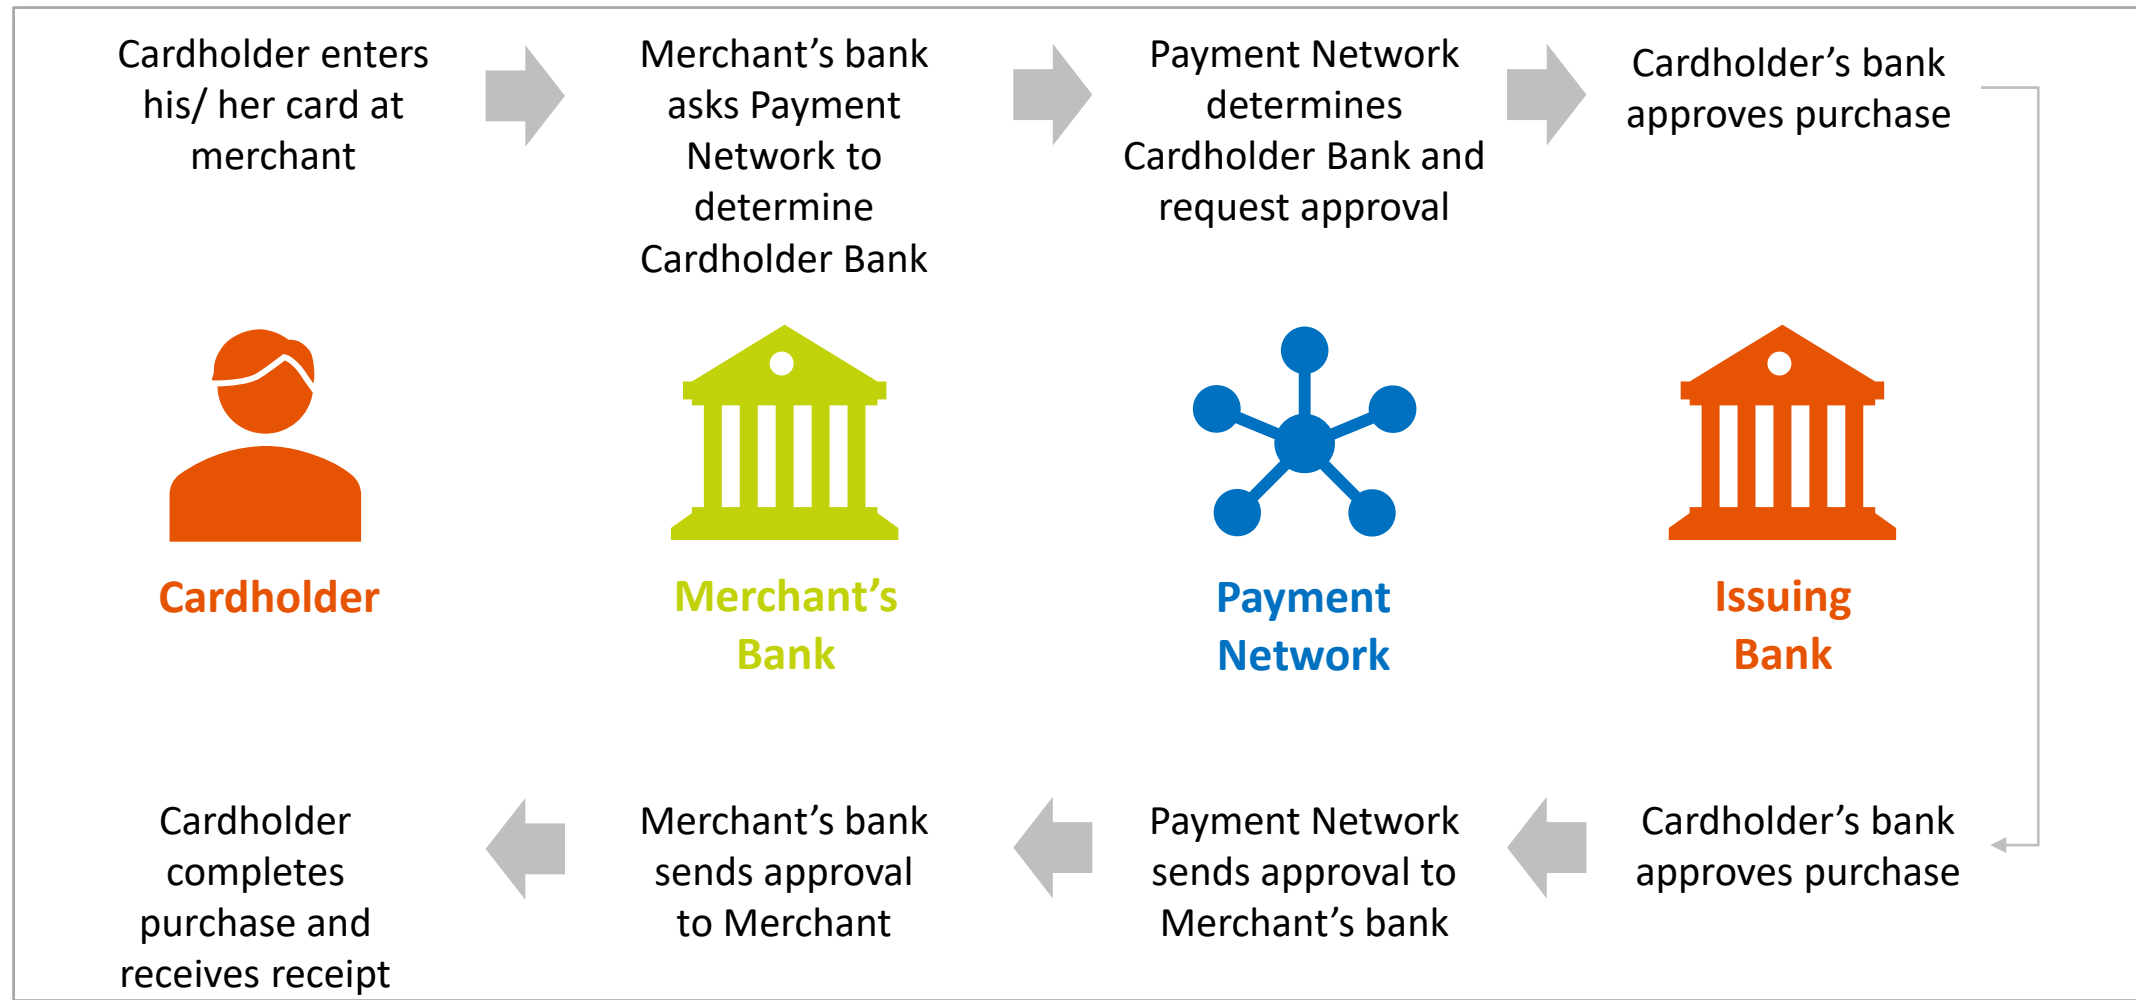 Cardholder enters
his/ her card at
merchant
Merchant’s bank
asks Payment
Network to
determine
Cardholder Bank
Payment Network
determines
Cardholder Bank and
request approval
Cardholder’s bank
approves purchase
Cardholder
Merchant’s
Bank
Payment
Network
Issuing
Bank
Cardholder
completes
purchase and
receives receipt
Merchant’s bank
sends approval
to Merchant
Payment Network
sends approval to
Merchant’s bank
Cardholder’s bank
approves purchase